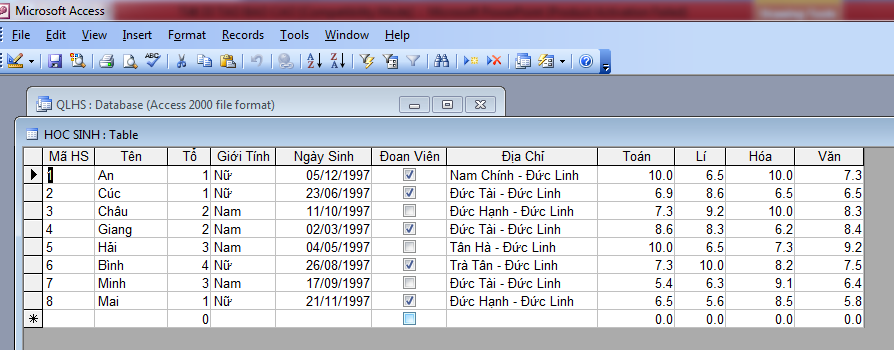 Microsoft Access
File Edit View Insert Format Records Tools Window Help
QLHS : Database (Access 2000 file format)
HOC SINH : Table
Mã HS Tên Tổ Giới Tính Ngày Sinh Đoan Viên Địa Chỉ Toán Lí Hóa Văn
1 An 1 Nữ 05/12/1997 Nam Chính - Đức Linh 10.0 6.5 10.0 7.3
2 Cúc 1 Nữ 23/06/1997 Đức Tài - Đức Linh 6.9 8.6 6.5 6.5
3 Châu 2 Nam 11/10/1997 Đức Hạnh - Đức Linh 7.3 9.2 10.0 8.3
4 Giang 2 Nam 02/03/1997 Đức Tài - Đức Linh 8.6 8.3 6.2 8.4
5 Hải 3 Nam 04/05/1997 Tân Hà - Đức Linh 10.0 6.5 7.3 9.2
6 Bình 4 Nữ 26/08/1997 Trà Tân - Đức Linh 7.3 10.0 8.2 7.5
7 Minh 3 Nam 17/09/1997 Đức Tài - Đức Linh 5.4 6.3 9.1 6.4
8 Mai 1 Nữ 21/11/1997 Đức Hạnh - Đức Linh 6.5 5.6 8.5 5.8
0 0.0 0.0 0.0 0.0